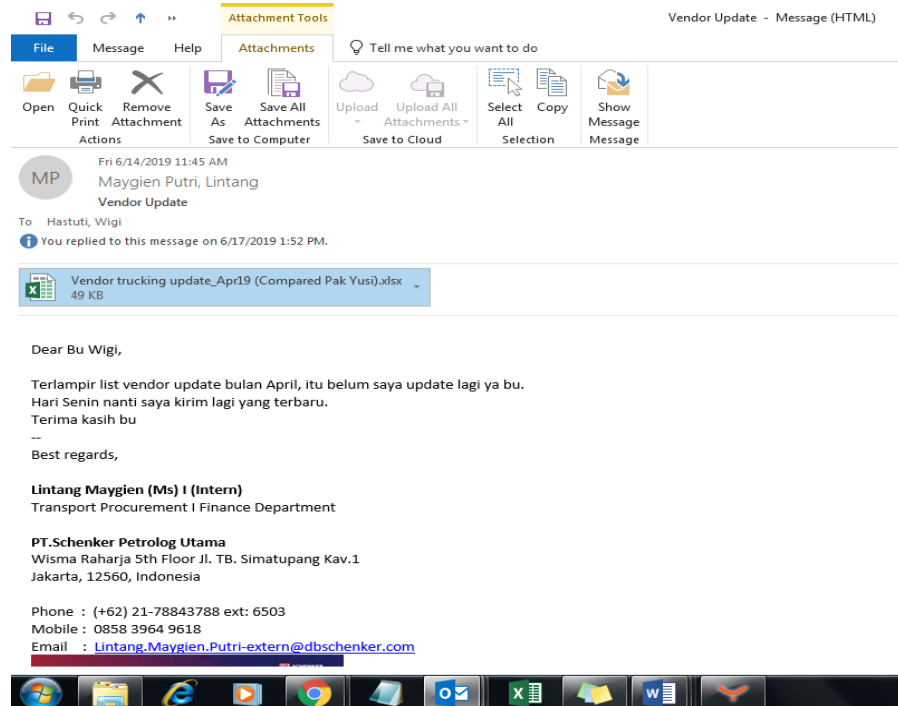 Attachment Tools
Vendor Update - Message (HTML)
File Message Help Attachments Tell me what you want to do
Open Quick Print Remove Attachment Save As Save All Attachments Upload Upload All Attachments Select All Copy Show Message
Actions Save to Computer Save to Cloud Selection Message
MP
Fri 6/14/2019 11:45 AM
Maygien Putri, Lintang
Vendor Update
To Hastuti, Wigi
You replied to this message on 6/17/2019 1:52 PM.
Vendor trucking update_Apr19 (Compared Pak Yusi).xlsx
49 KB
Dear Bu Wigi,
Terlampir list vendor update bulan April, itu belum saya update lagi ya bu.
Hari Senin nanti saya kirim lagi yang terbaru.
Terima kasih bu
--
Best regards,
Lintang Maygien (Ms) I (Intern)
Transport Procurement I Finance Department
PT.Schenker Petrolog Utama
Wisma Raharja 5th Floor Jl. TB. Simatupang Kav.1
Jakarta, 12560, Indonesia
Phone : (+62) 21-78843788 ext: 6503
Mobile : 0858 3964 9618
Email : Lintang.Maygien.Putri-extern@dbschenker.com